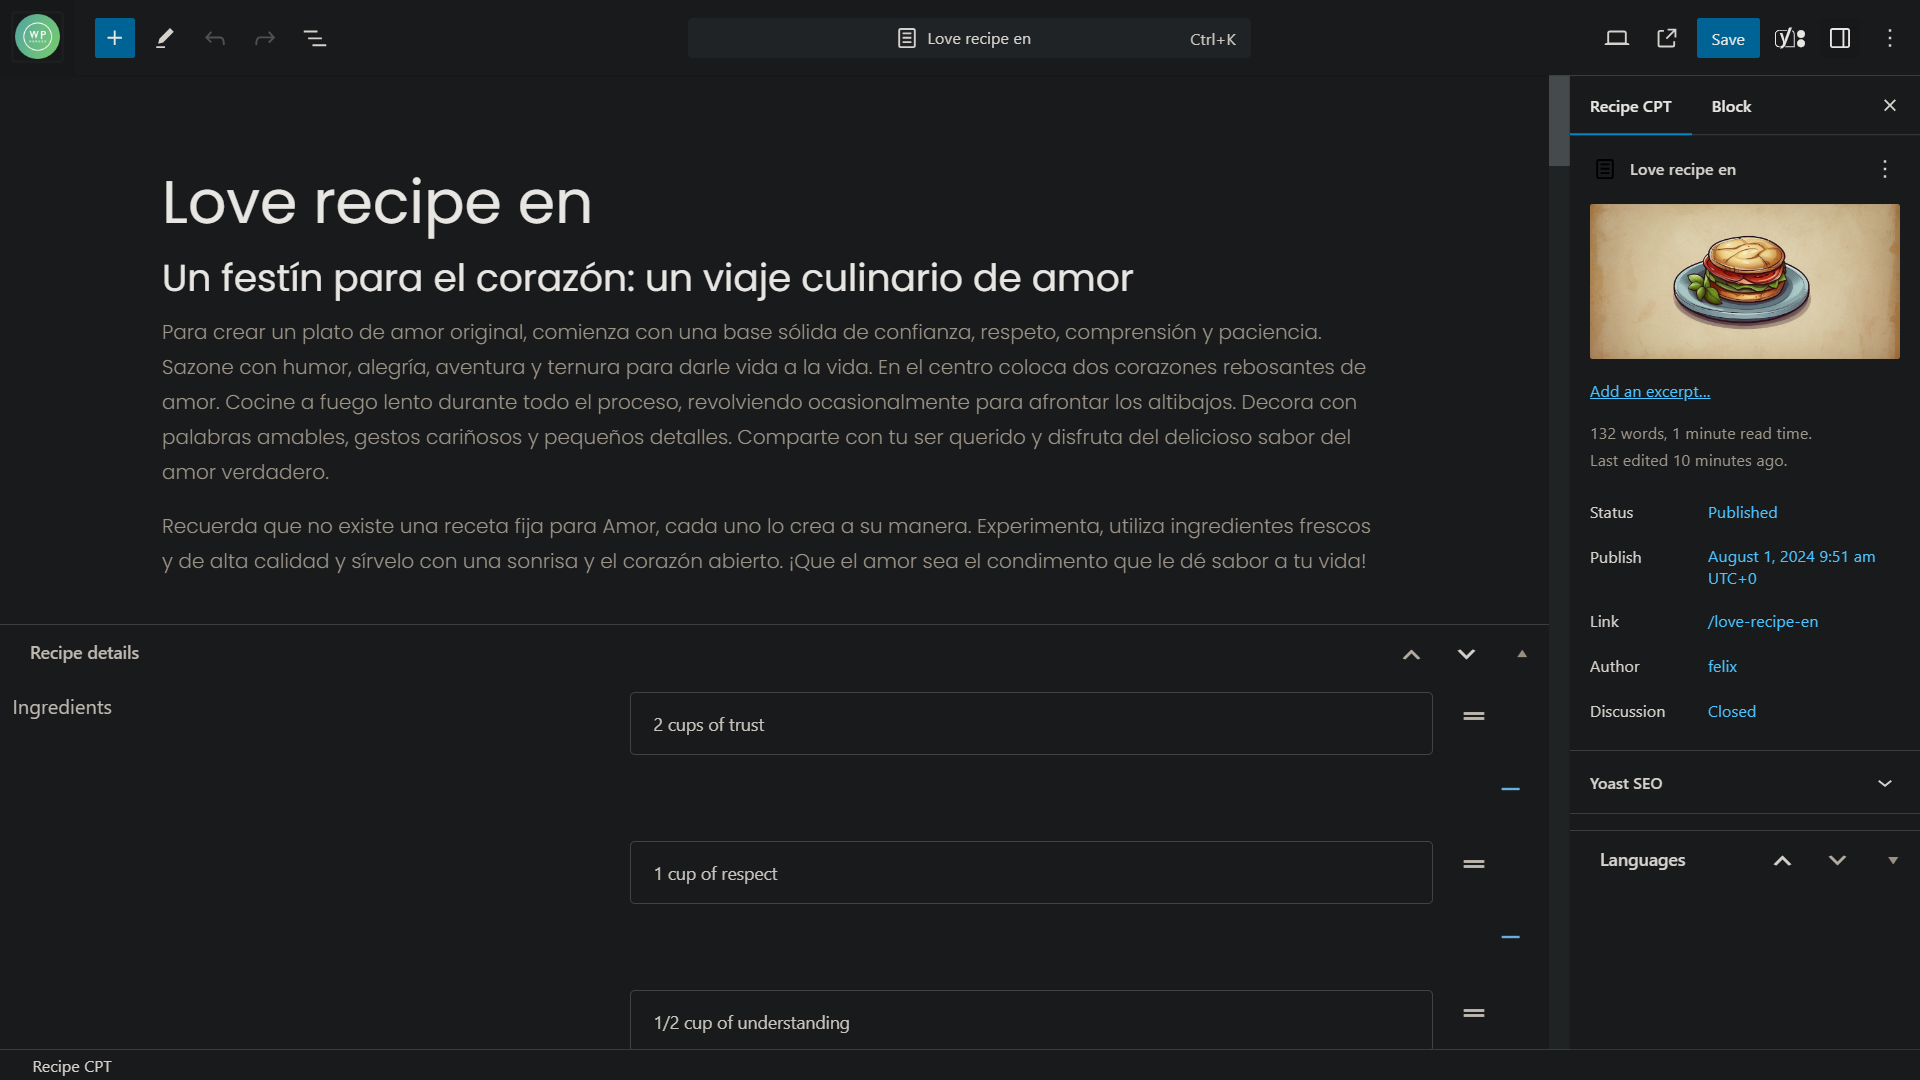 WP
Love recipe en
Ctrl+K
Save
Love recipe en
Un festín para el corazón: un viaje culinario de amor
Para crear un plato de amor original, comienza con una base sólida de confianza, respeto, comprensión y paciencia.
Sazone con humor, alegría, aventura y ternura para darle vida a la vida. En el centro coloca dos corazones rebosantes de
amor. Cocine a fuego lento durante todo el proceso, revolviendo ocasionalmente para afrontar los altibajos. Decora con
palabras amables, gestos cariñosos y pequeños detalles. Comparte con tu ser querido y disfruta del delicioso sabor del
amor verdadero.
Recuerda que no existe una receta fija para Amor, cada uno lo crea a su manera. Experimenta, utiliza ingredientes frescos
y de alta calidad y sírvelo con una sonrisa y el corazón abierto. ¡Que el amor sea el condimento que le dé sabor a tu vida!
Recipe details
Ingredients
2 cups of trust
1 cup of respect
1/2 cup of understanding
Recipe CPT
Recipe CPT
Block
Love recipe en
Add an excerpt...
132 words, 1 minute read time.
Last edited 10 minutes ago.
Status Published
Publish August 1, 2024 9:51 am
UTC+0
Link /love-recipe-en
Author felix
Discussion Closed
Yoast SEO
Languages